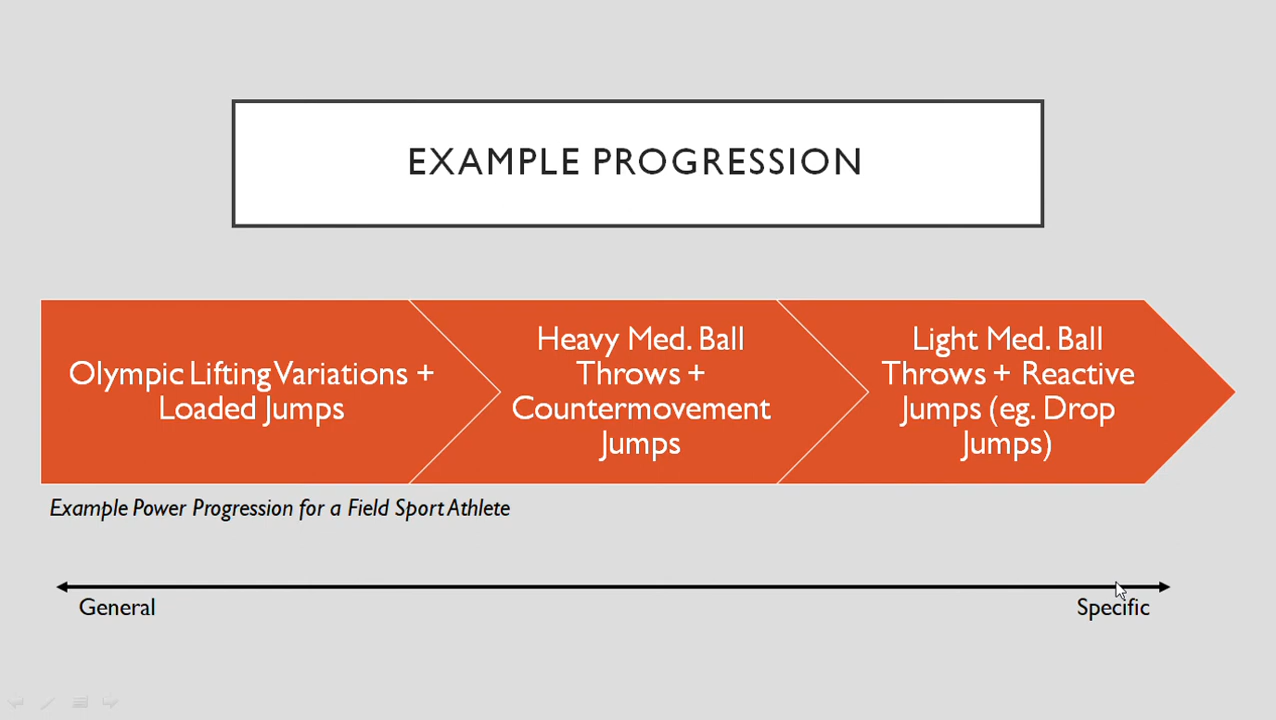 EXAMPLE PROGRESSION
Olympic Lifting Variations +
Loaded Jumps
Heavy Med. Ball
Throws +
Countermovement
Jumps
Light Med. Ball
Throws + Reactive
Jumps (eg. Drop
Jumps)
Example Power Progression for a Field Sport Athlete
General
Specific